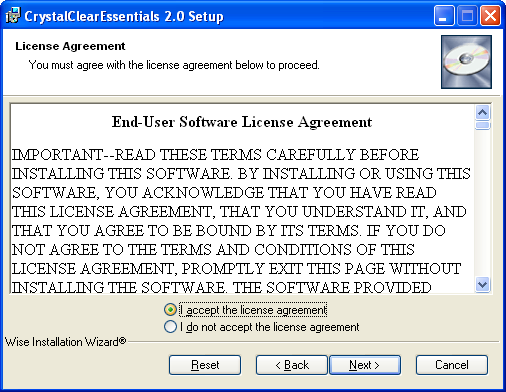 CrystalClearEssentials 2.0 Setup
License Agreement
You must agree with the license agreement below to proceed.
End-User Software License Agreement
IMPORTANT--READ THESE TERMS CAREFULLY BEFORE
INSTALLING THIS SOFTWARE. BY INSTALLING OR USING THIS
SOFTWARE, YOU ACKNOWLEDGE THAT YOU HAVE READ
THIS LICENSE AGREEMENT, THAT YOU UNDERSTAND IT, AND
THAT YOU AGREE TO BE BOUND BY ITS TERMS. IF YOU DO
NOT AGREE TO THE TERMS AND CONDITIONS OF THIS
LICENSE AGREEMENT, PROMPTLY EXIT THIS PAGE WITHOUT
INSTALLING THE SOFTWARE. THE SOFTWARE PROVIDED
I accept the license agreement
I do not accept the license agreement
Wise Installation Wizard®
Reset
< Back
Next >
Cancel